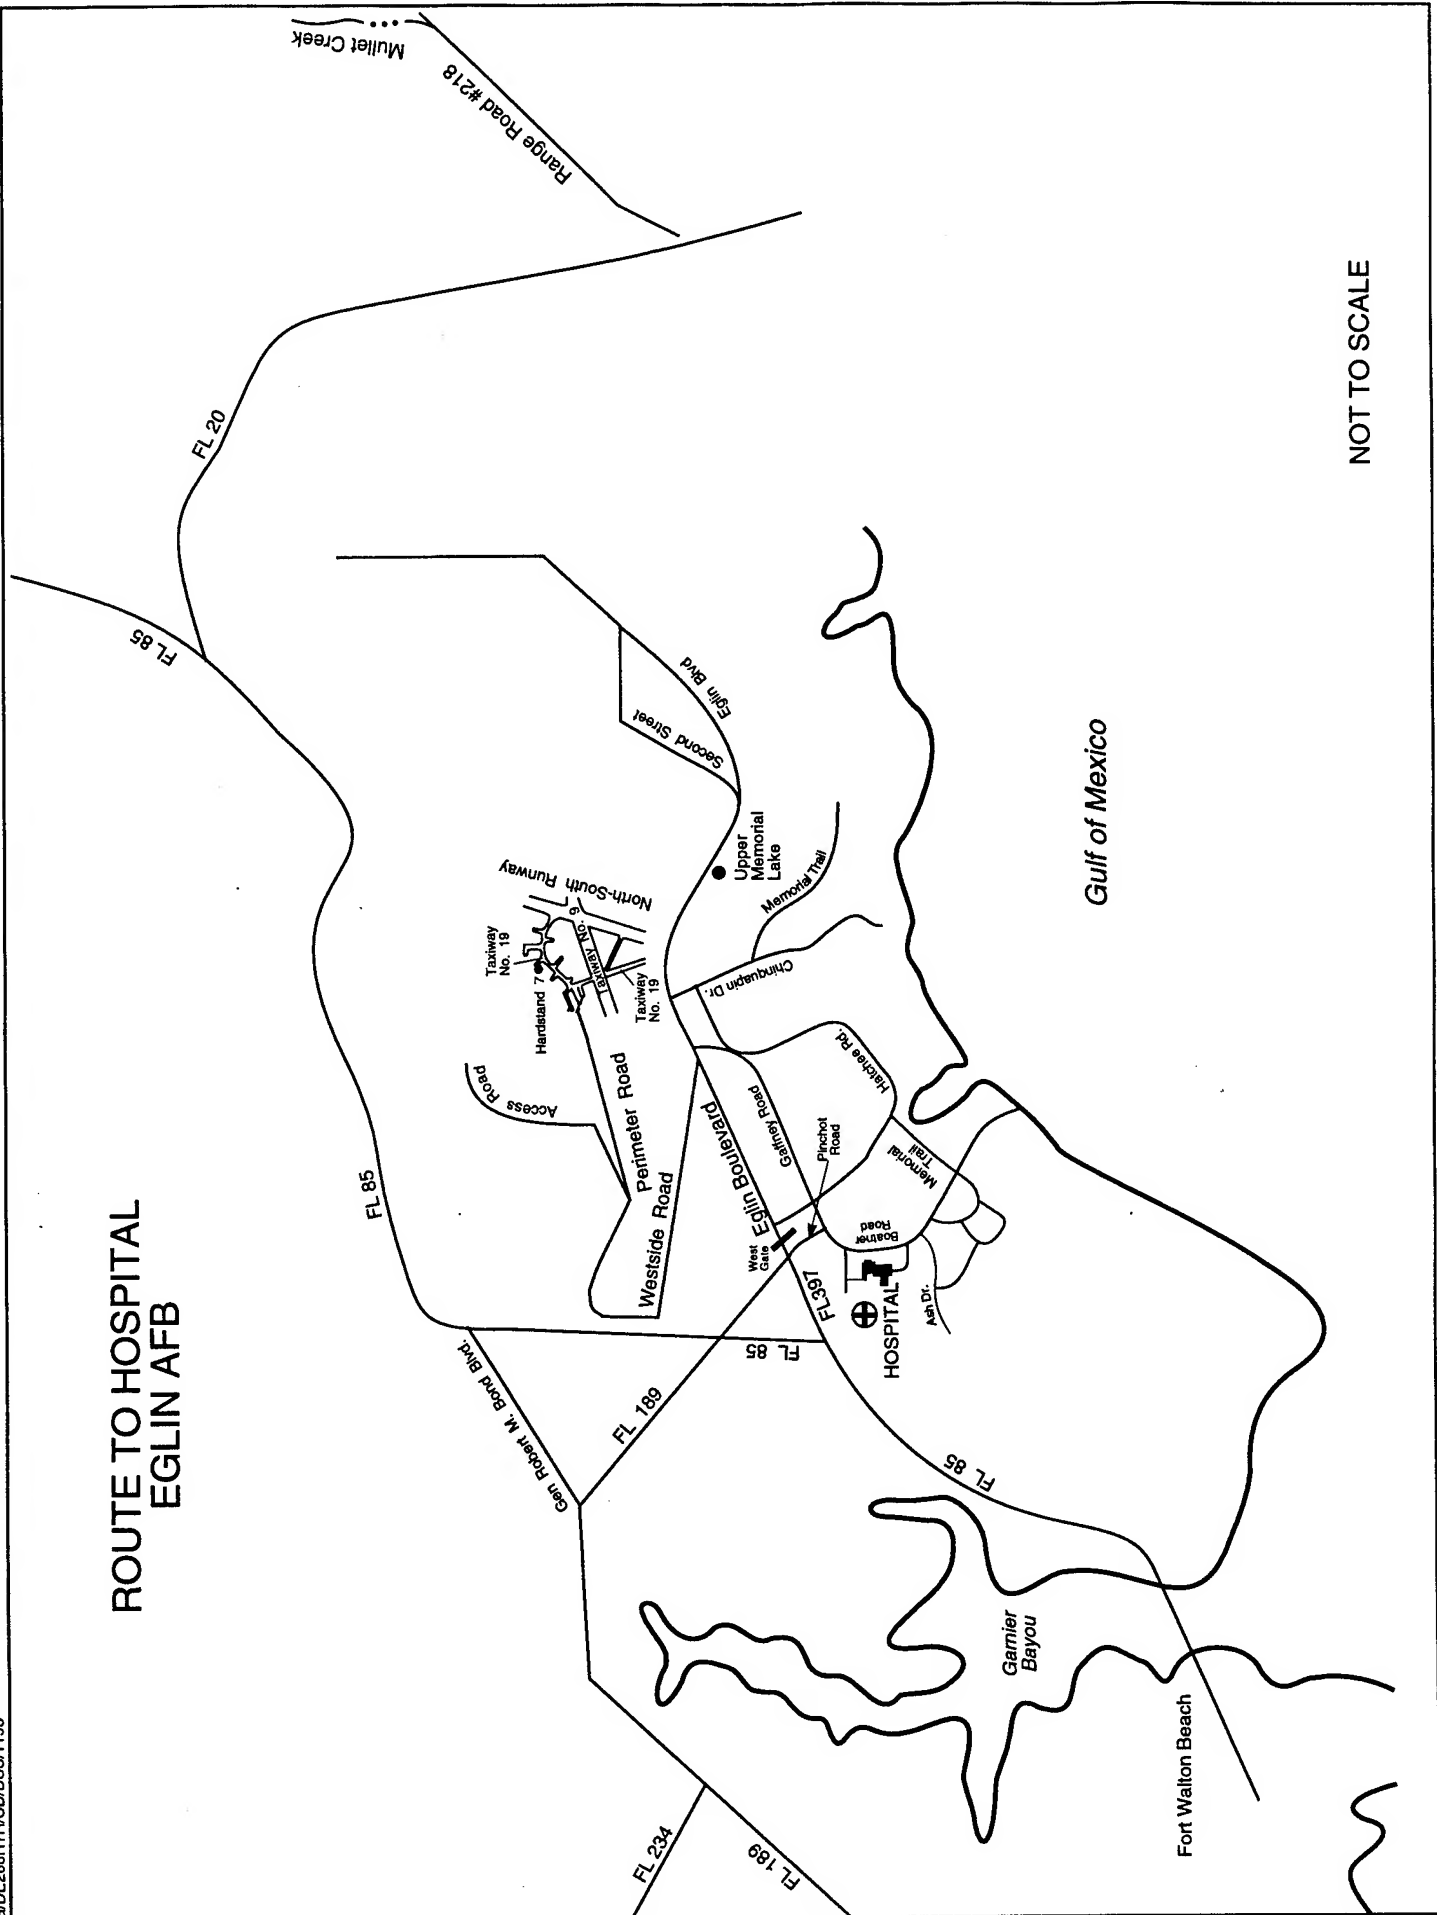 ROUTE TO HOSPITAL
EGLIN AFB
Mullet Creek
Range Road #218
FL 20
FL 85
FL 85
Eglin Blvd
Second Street
Upper
Memorial
Lake
North-South Runway
Taxiway
No. 19
Taxiway No. 9
Hardstand 7
Taxiway
No. 19
Memorial Trail
Chinquapin Dr.
Access Road
Perimeter Road
Westside Road
Eglin Boulevard
Gaffney Road
Hatchee Rd.
Pinchot
Road
Memorial
Trail
Boatner
Road
West
Gate
FL397
HOSPITAL
Ash Dr.
FL 85
Gen Robert M. Bond Blvd.
FL 189
FL 85
Garnier
Bayou
Fort Walton Beach
FL 234
FL 189
Gulf of Mexico
NOT TO SCALE